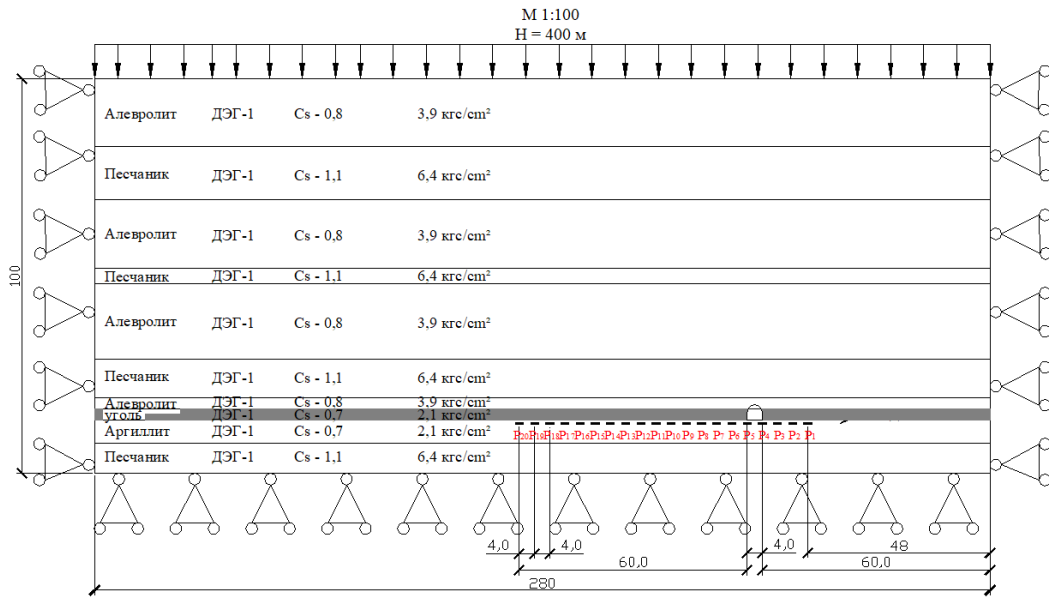 М 1:100
Н = 400 м
Алевролит ДЭГ-1 Cs - 0,8 3,9 кгс/см²
Песчаник ДЭГ-1 Cs - 1,1 6,4 кгс/см²
Алевролит ДЭГ-1 Cs - 0,8 3,9 кгс/см²
Песчаник ДЭГ-1 Cs - 1,1 6,4 кгс/см²
100
Алевролит ДЭГ-1 Cs - 0,8 3,9 кгс/см²
Песчаник ДЭГ-1 Cs - 1,1 6,4 кгс/см²
Алевролит ДЭГ-1 Cs - 0,8 3,9 кгс/см²
уголь ДЭГ-1 Cs - 0,7 2,1 кгс/см²
Аргиллит ДЭГ-1 Cs - 0,7 2,1 кгс/см²
P20 P19 P18 P17 P16 P15 P14 P13 P12 P11 P10 P9 P8 P7 P6 P5 P4 P3 P2 P1
Песчаник ДЭГ-1 Cs - 1,1 6,4 кгс/см²
4,0 4,0 4,0 48
60,0 60,0
280